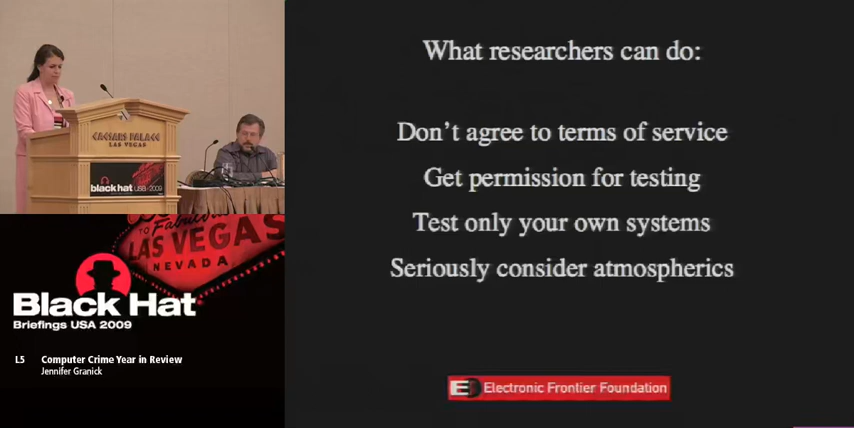 What researchers can do:
Don't agree to terms of service
Get permission for testing
Test only your own systems
Seriously consider atmospherics
Electronic Frontier Foundation
CAESARS PALACE
LAS VEGAS
black hat USA 2009
TO Fabulous
LAS VEGAS
NEVADA
Black Hat
Briefings USA 2009
L5 Computer Crime Year in Review
Jennifer Granick